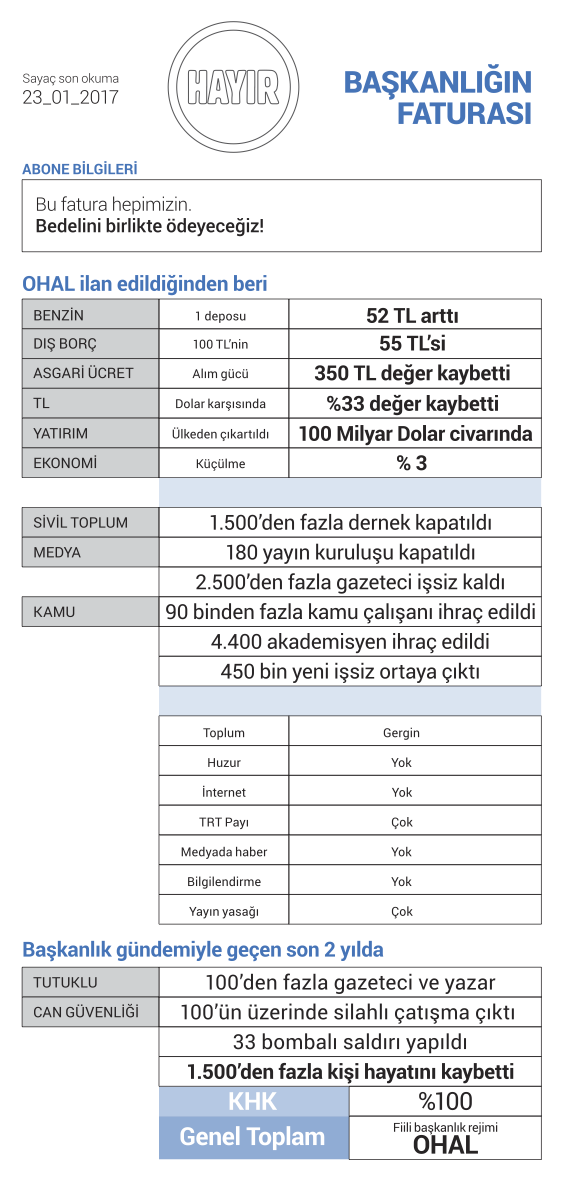 Sayaç son okuma
23_01_2017
HAYIR
BAŞKANLIĞIN
FATURASI
ABONE BİLGİLERİ
Bu fatura hepimizin.
Bedelini birlikte ödeyeceğiz!
OHAL ilan edildiğinden beri
BENZİN 1 deposu 52 TL arttı
DIŞ BORÇ 100 TL'nin 55 TL'si
ASGARİ ÜCRET Alım gücü 350 TL değer kaybetti
TL Dolar karşısında %33 değer kaybetti
YATIRIM Ülkeden çıkartıldı 100 Milyar Dolar civarında
EKONOMİ Küçülme % 3
SİVİL TOPLUM 1.500'den fazla dernek kapatıldı
MEDYA 180 yayın kuruluşu kapatıldı
2.500'den fazla gazeteci işsiz kaldı
KAMU 90 binden fazla kamu çalışanı ihraç edildi
4.400 akademisyen ihraç edildi
450 bin yeni işsiz ortaya çıktı
Toplum Gergin
Huzur Yok
İnternet Yok
TRT Payı Çok
Medyada haber Yok
Bilgilendirme Yok
Yayın yasağı Çok
Başkanlık gündemiyle geçen son 2 yılda
TUTUKLU 100'den fazla gazeteci ve yazar
CAN GÜVENLİĞİ 100'ün üzerinde silahlı çatışma çıktı
33 bombalı saldırı yapıldı
1.500'den fazla kişi hayatını kaybetti
KHK %100
Genel Toplam Fiili başkanlık rejimi
OHAL